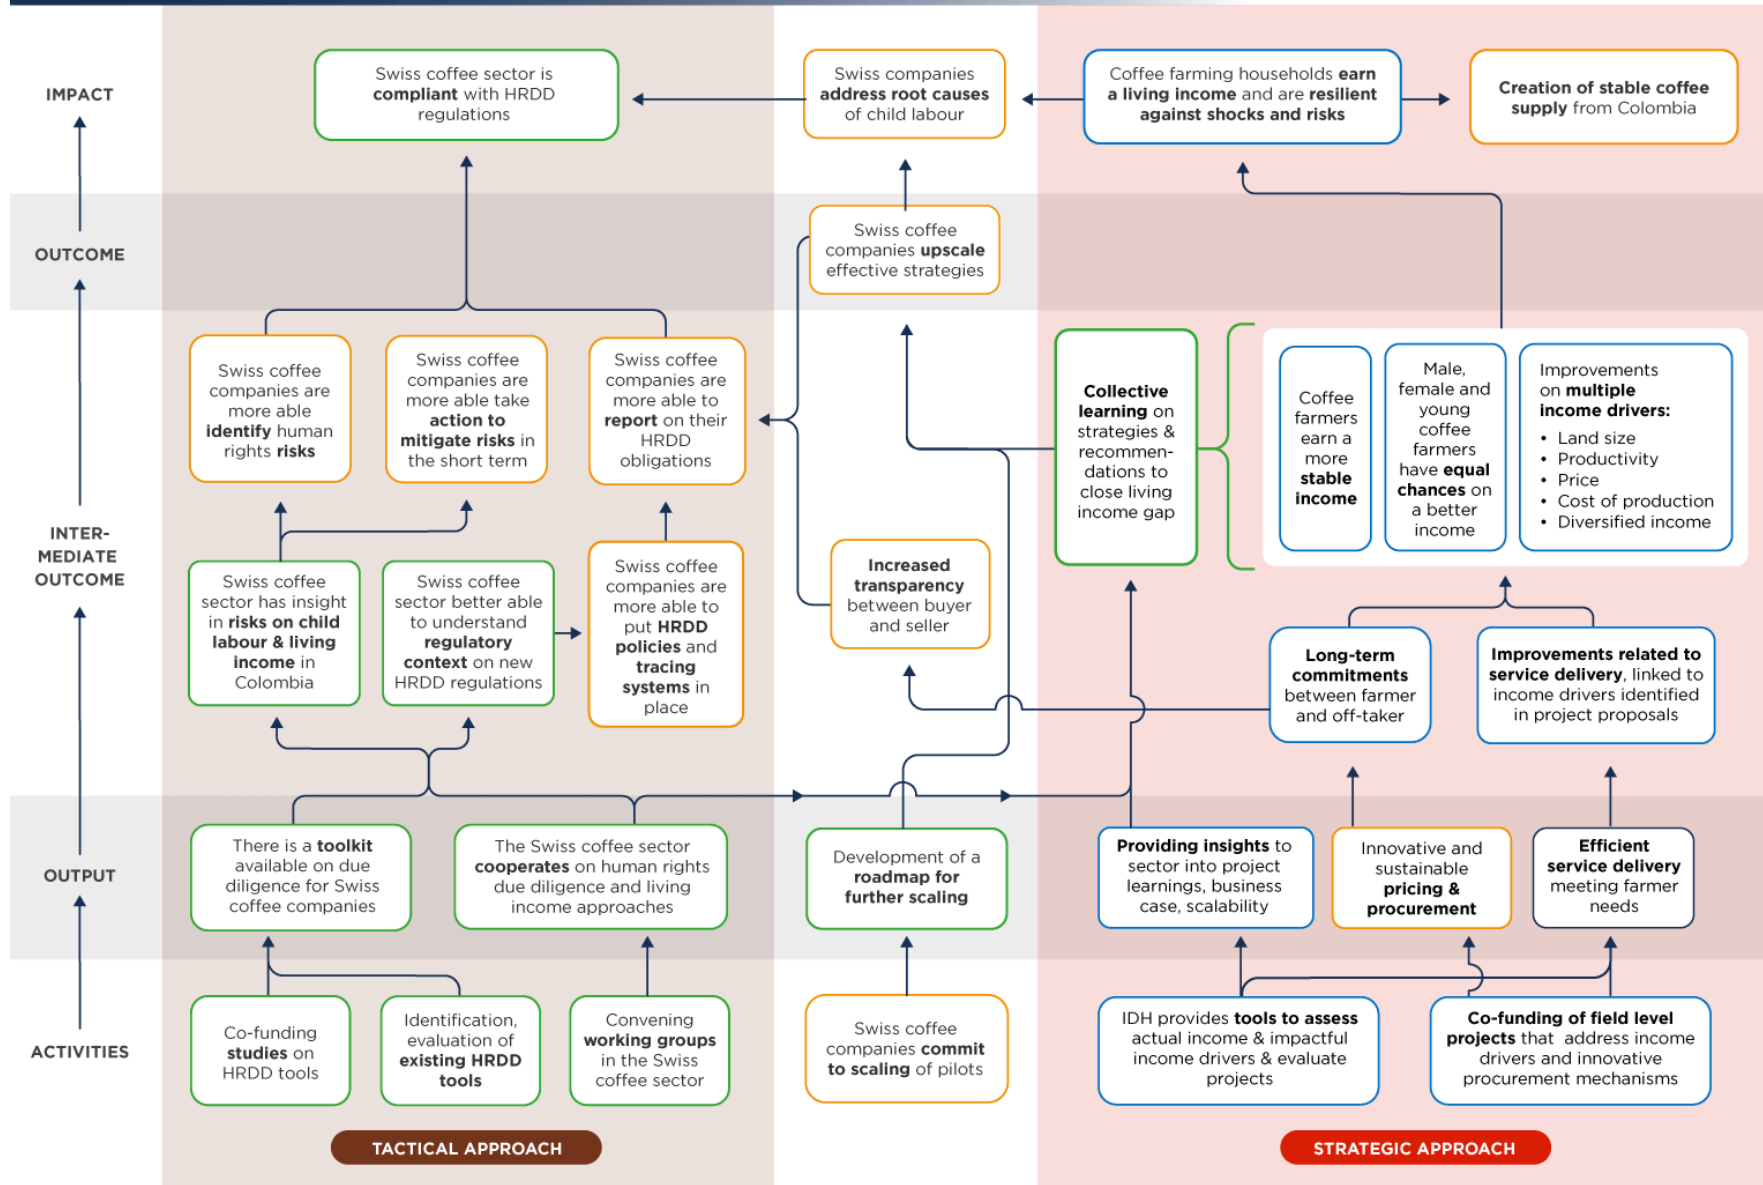 IMPACT
Swiss coffee sector is
compliant with HRDD
regulations
Swiss companies
address root causes
of child labour
Coffee farming households earn
a living income and are resilient
against shocks and risks
Creation of stable coffee
supply from Colombia
OUTCOME
Swiss coffee
companies upscale
effective strategies
INTER-
MEDIATE
OUTCOME
Swiss coffee
companies are
more able
identify human
rights risks
Swiss coffee
companies are
more able take
action to
mitigate risks in
the short term
Swiss coffee
companies are
more able to
report on their
HRDD
obligations
Collective
learning on
strategies &
recommen-
dations to
close living
income gap
Coffee
farmers
earn a
more
stable
income
Male,
female and
young
coffee
farmers
have equal
chances on
a better
income
Improvements
on multiple
income drivers:
• Land size
• Productivity
• Price
• Cost of production
• Diversified income
Swiss coffee
sector has insight
in risks on child
labour & living
income in
Colombia
Swiss coffee
sector better able
to understand
regulatory
context on new
HRDD regulations
Swiss coffee
companies are
more able to
put HRDD
policies and
tracing
systems in
place
Increased
transparency
between buyer
and seller
Long-term
commitments
between farmer
and off-taker
Improvements related to
service delivery, linked to
income drivers identified
in project proposals
OUTPUT
There is a toolkit
available on due
diligence for Swiss
coffee companies
The Swiss coffee sector
cooperates on human rights
due diligence and living
income approaches
Development of a
roadmap for
further scaling
Providing insights to
sector into project
learnings, business
case, scalability
Innovative and
sustainable
pricing &
procurement
Efficient
service delivery
meeting farmer
needs
ACTIVITIES
Co-funding
studies on
HRDD tools
Identification,
evaluation of
existing HRDD
tools
Convening
working groups
in the Swiss
coffee sector
Swiss coffee
companies commit
to scaling of pilots
IDH provides tools to assess
actual income & impactful
income drivers & evaluate
projects
Co-funding of field level
projects that address income
drivers and innovative
procurement mechanisms
TACTICAL APPROACH
STRATEGIC APPROACH